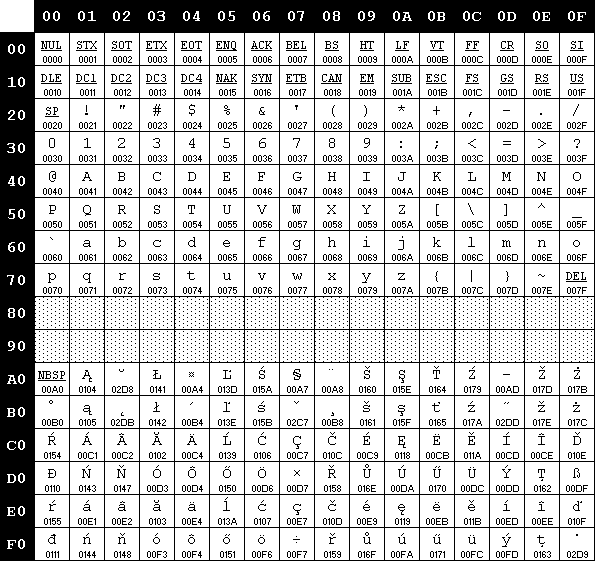 00 01 02 03 04 05 06 07 08 09 0A 0B 0C 0D 0E 0F
00 NUL STX SOT ETX EOT ENQ ACK BEL BS HT LF VT FF CR SO SI
0000 0001 0002 0003 0004 0005 0006 0007 0008 0009 000A 000B 000C 000D 000E 000F
10 DLE DC1 DC2 DC3 DC4 NAK SYN ETB CAN EM SUB ESC FS GS RS US
0010 0011 0012 0013 0014 0015 0016 0017 0018 0019 001A 001B 001C 001D 001E 001F
20 SP ! " # $ % & ' ( ) * + , - . /
0020 0021 0022 0023 0024 0025 0026 0027 0028 0029 002A 002B 002C 002D 002E 002F
30 0 1 2 3 4 5 6 7 8 9 : ; < = > ?
0030 0031 0032 0033 0034 0035 0036 0037 0038 0039 003A 003B 003C 003D 003E 003F
40 @ A B C D E F G H I J K L M N O
0040 0041 0042 0043 0044 0045 0046 0047 0048 0049 004A 004B 004C 004D 004E 004F
50 P Q R S T U V W X Y Z [ \ ] ^ _
0050 0051 0052 0053 0054 0055 0056 0057 0058 0059 005A 005B 005C 005D 005E 005F
60 ` a b c d e f g h i j k l m n o
0060 0061 0062 0063 0064 0065 0066 0067 0068 0069 006A 006B 006C 006D 006E 006F
70 p q r s t u v w x y z { | } ~ DEL
0070 0071 0072 0073 0074 0075 0076 0077 0078 0079 007A 007B 007C 007D 007E 007F
80
90
A0 NBSP Ą ˘ Ł ¤ Ľ Ś § ¨ Š Ş Ť Ź – Ž Ż
00A0 0104 02D8 0141 00A4 013D 015A 00A7 00A8 0160 015E 0164 0179 00AD 017D 017B
B0 ° ą ˛ ł ´ ľ ś ˇ ¸ š ş ť ź ˝ ž ż
00B0 0105 02DB 0142 00B4 013E 015B 02C7 00B8 0161 015F 0165 017A 02DD 017E 017C
C0 Ŕ Á Â Ă Ä Ĺ Ć Ç Č É Ę Ë Ě Í Î Ď
0154 00C1 00C2 0102 00C4 0139 0106 00C7 010C 00C9 0118 00CB 011A 00CD 00CE 010E
D0 Đ Ń Ň Ó Ô Ő Ö × Ř Ů Ú Ű Ü Ý Ţ ß
0110 0143 0147 00D3 00D4 0150 00D6 00D7 0158 016E 00DA 0170 00DC 00DD 0162 00DF
E0 ŕ á â ă ä ĺ ć ç č é ę ë ě í î ď
0155 00E1 00E2 0103 00E4 013A 0107 00E7 010D 00E9 0119 00EB 011B 00ED 00EE 010F
F0 đ ń ň ó ô ő ö ÷ ř ů ú ű ü ý ţ ˙
0111 0144 0148 00F3 00F4 0151 00F6 00F7 0159 016F 00FA 0171 00FC 00FD 0163 02D9